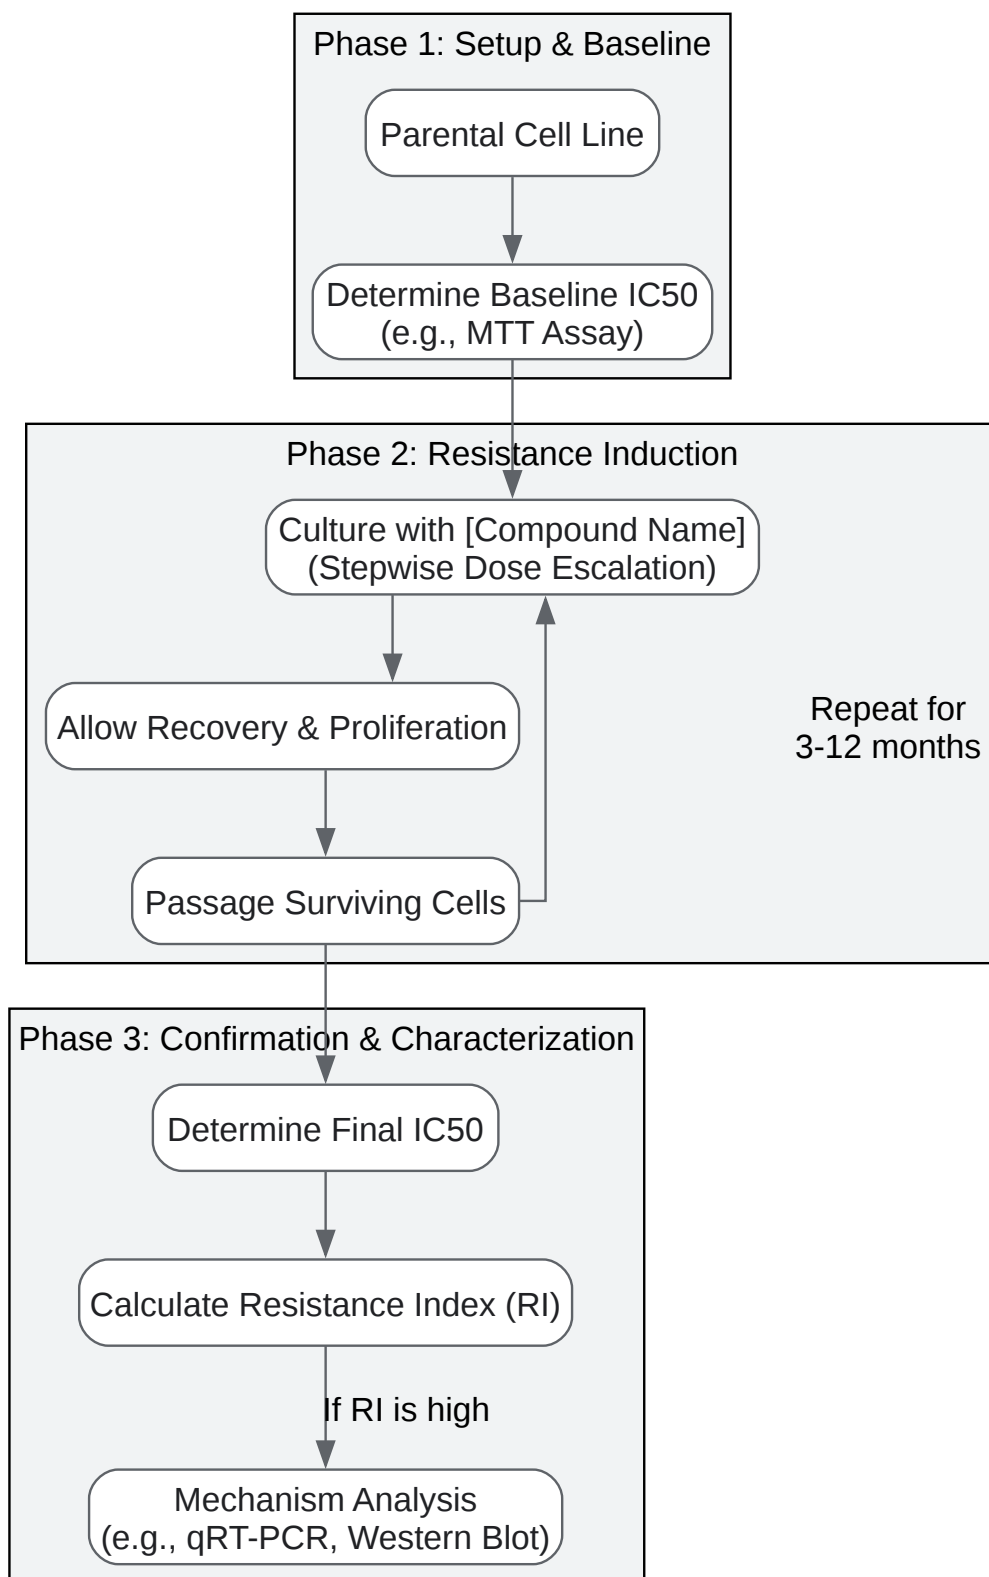 Phase 1: Setup & Baseline
Parental Cell Line
Determine Baseline IC50
(e.g., MTT Assay)
Phase 2: Resistance Induction
Culture with [Compound Name]
(Stepwise Dose Escalation)
Allow Recovery & Proliferation
Repeat for
3-12 months
Passage Surviving Cells
Phase 3: Confirmation & Characterization
Determine Final IC50
Calculate Resistance Index (RI)
If RI is high
Mechanism Analysis
(e.g., qRT-PCR, Western Blot)